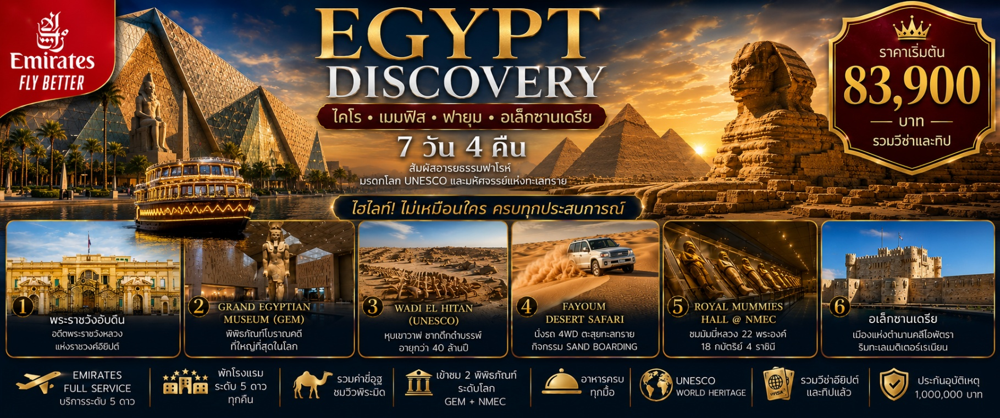 Emirates
FLY BETTER
EGYPT
DISCOVERY
ไคโร • เมมฟิส • ฟายุม • อเล็กซานเดรีย
7 วัน 4 คืน
สัมผัสอารยธรรมฟาโรห์
มรดกโลก UNESCO และมหัศจรรย์แห่งทะเลทราย
ราคาเริ่มต้น
83,900
บาท
รวมวีซ่าและทิป
ไฮไลท์! ไม่เหมือนใคร ครบทุกประสบการณ์
1
พระราชวังอับดีน
อดีตพระราชวังหลวง
แห่งราชวงศ์อียิปต์
2
GRAND EGYPTIAN
MUSEUM (GEM)
พิพิธภัณฑ์โบราณคดี
ที่ใหญ่ที่สุดในโลก
3
WADI EL HITAN
(UNESCO)
หุบเขาวาฬ ซากดึกดำบรรพ์
อายุกว่า 40 ล้านปี
4
FAYOUM
DESERT SAFARI
นั่งรถ 4WD ตะลุยทะลทราย
กิจกรรม SAND BOARDING
5
ROYAL MUMMIES
HALL @ NMEC
ชมมัมมี่หลวง 22 พระองค์
18 กษัตริย์ 4 ราชินี
6
อเล็กซานเดรีย
เมืองแห่งตำนานคลีโอพัตรา
ริมทะเลเมดิเตอร์เรเนียน
EMIRATES
FULL SERVICE
บริการระดับ 5 ดาว
พักโรงแรม
ระดับ 5 ดาว
ทุกคืน
รวมค่าขี่อูฐ
ชมวิวพีระมิด
เข้าชม 2 พิพิธภัณฑ์
ระดับโลก
GEM + NMEC
อาหารครบ
ทุกมื้อ
UNESCO
WORLD HERITAGE
VISA
รวมวีซ่าอียิปต์
และทิปแล้ว
ประกันอุบัติเหตุ
1,000,000 บาท